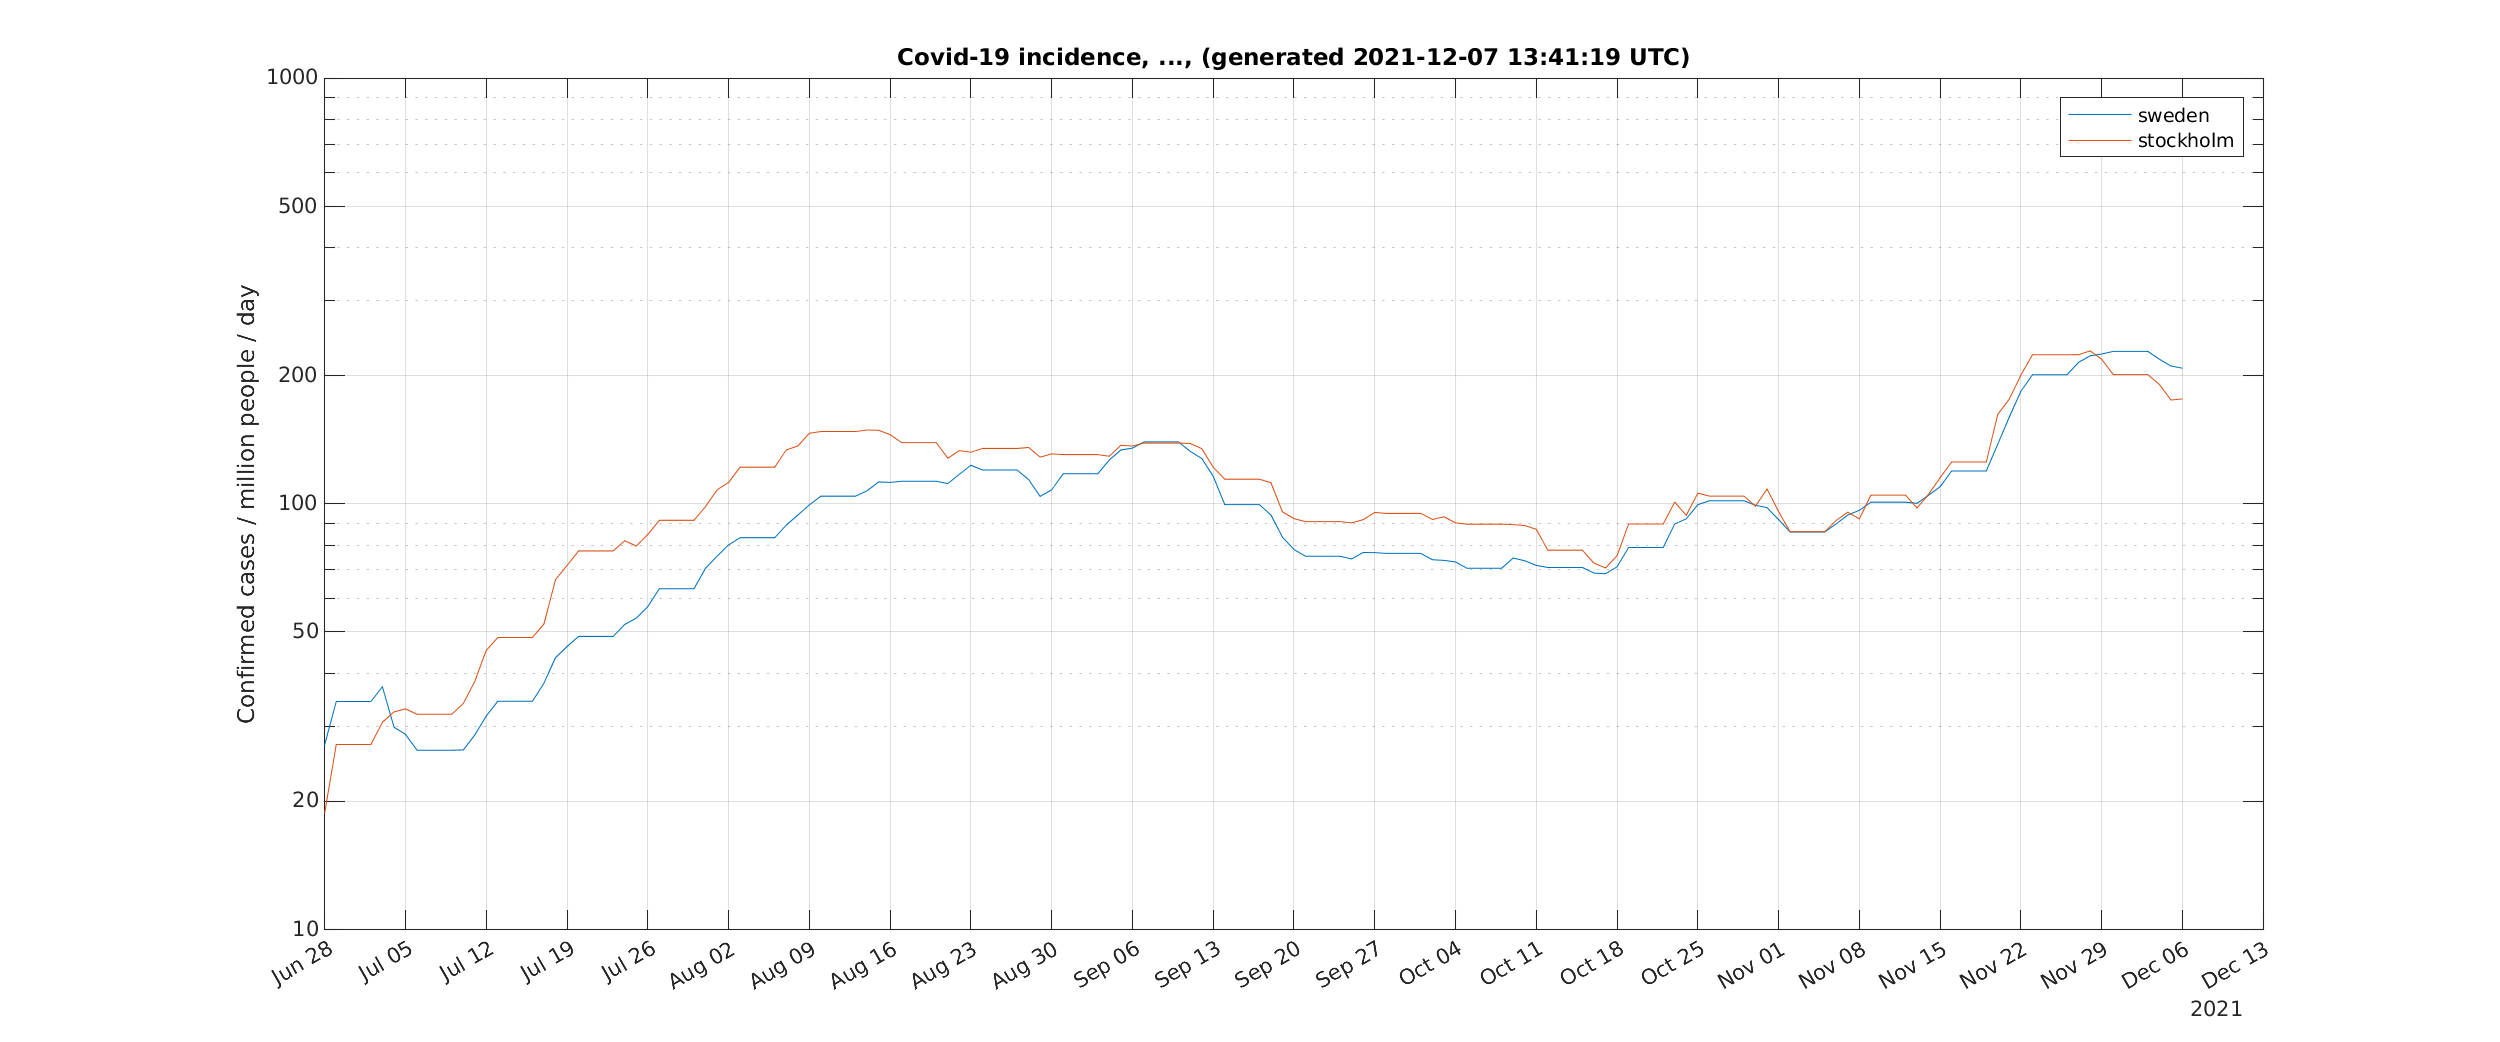 Covid-19 incidence, ..., (generated 2021-12-07 13:41:19 UTC)
sweden
stockholm
Confirmed cases / million people / day
1000
500
200
100
50
20
10
Jun 28
Jul 05
Jul 12
Jul 19
Jul 26
Aug 02
Aug 09
Aug 16
Aug 23
Aug 30
Sep 06
Sep 13
Sep 20
Sep 27
Oct 04
Oct 11
Oct 18
Oct 25
Nov 01
Nov 08
Nov 15
Nov 22
Nov 29
Dec 06
Dec 13
2021